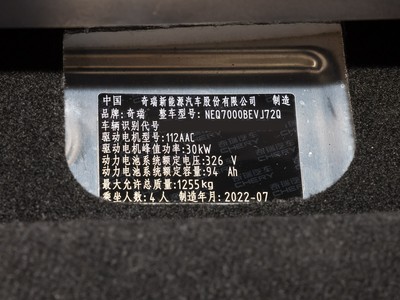 中国 奇瑞新能源汽车股份有限公司 制造
品牌:奇瑞 整车型号:NEQ7000BEVJ72Q
车辆识别代号
驱动电机型号:112AAC
驱动电机峰值功率:30kW
动力电池系统额定电压:326 V
动力电池系统额定容量:94 Ah
最大允许总质量:1255kg
乘坐人数:4人 制造年月:2022-07